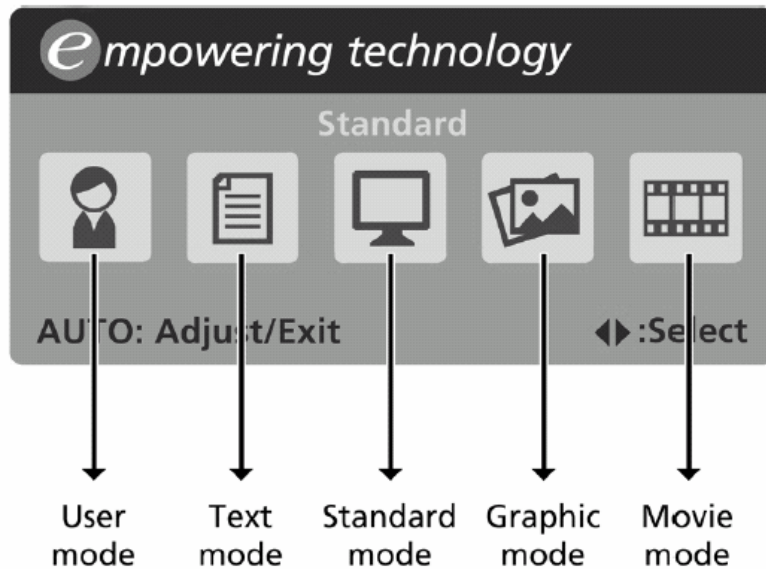 empowering technology
Standard
AUTO: Adjust/Exit :Select
User mode
Text mode
Standard mode
Graphic mode
Movie mode